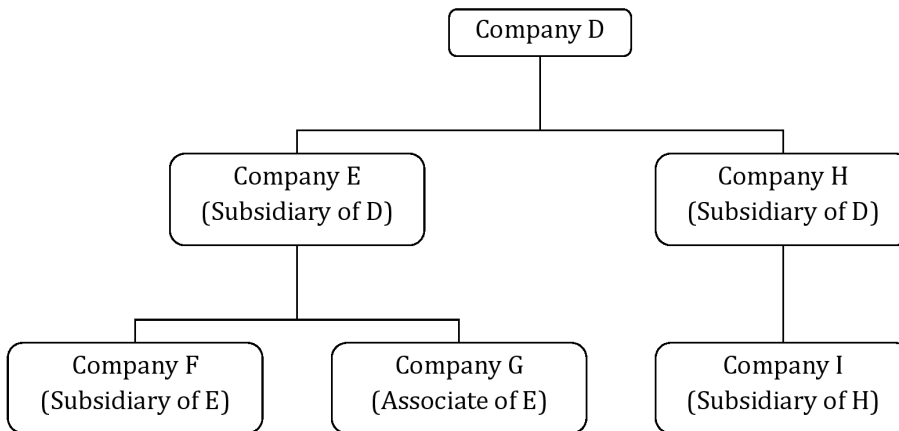 Company D
Company E
(Subsidiary of D)
Company H
(Subsidiary of D)
Company F
(Subsidiary of E)
Company G
(Associate of E)
Company I
(Subsidiary of H)